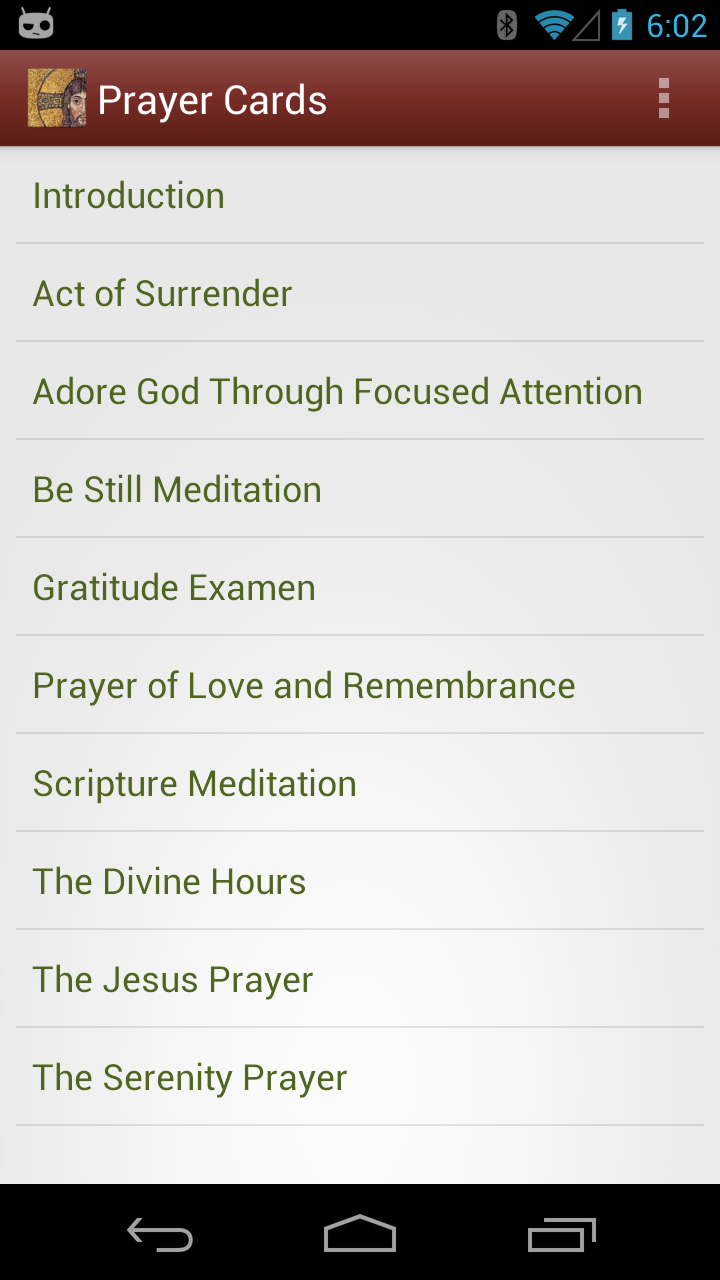 6:02
Prayer Cards
Introduction
Act of Surrender
Adore God Through Focused Attention
Be Still Meditation
Gratitude Examen
Prayer of Love and Remembrance
Scripture Meditation
The Divine Hours
The Jesus Prayer
The Serenity Prayer